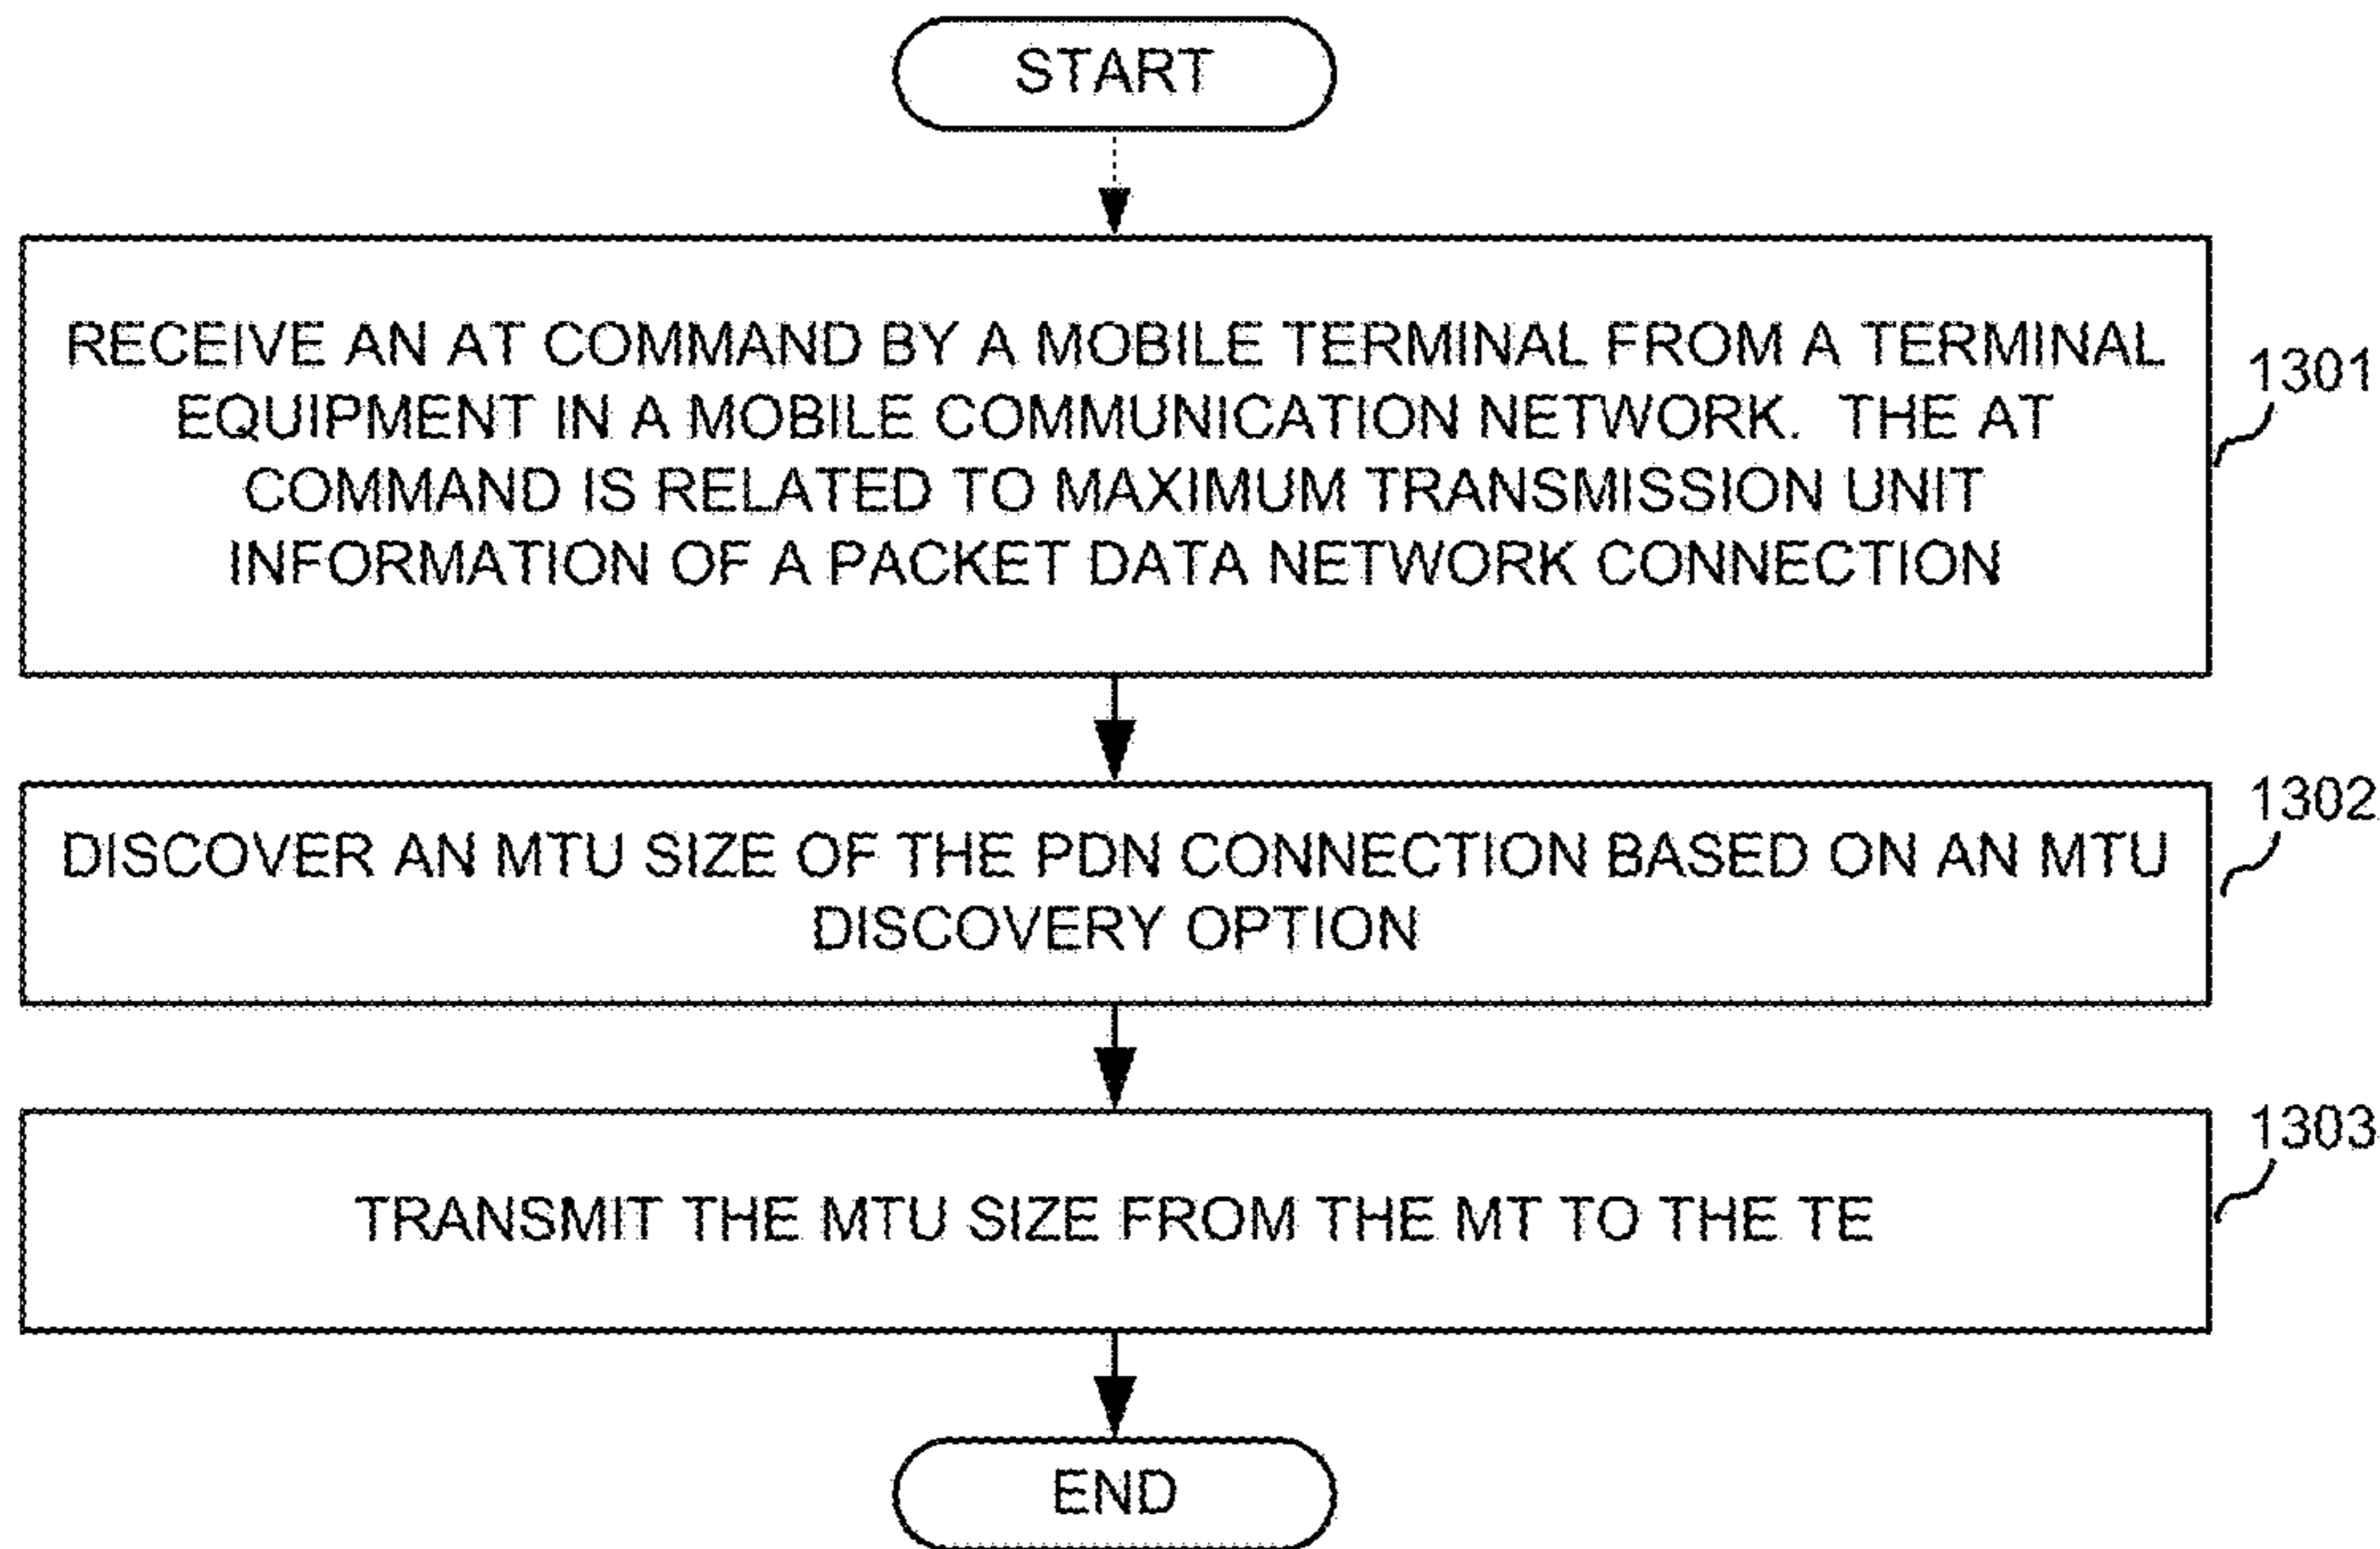 START
RECEIVE AN AT COMMAND BY A MOBILE TERMINAL FROM A TERMINAL
EQUIPMENT IN A MOBILE COMMUNICATION NETWORK. THE AT
COMMAND IS RELATED TO MAXIMUM TRANSMISSION UNIT
INFORMATION OF A PACKET DATA NETWORK CONNECTION
1301
DISCOVER AN MTU SIZE OF THE PDN CONNECTION BASED ON AN MTU
DISCOVERY OPTION
1302
TRANSMIT THE MTU SIZE FROM THE MT TO THE TE
1303
END